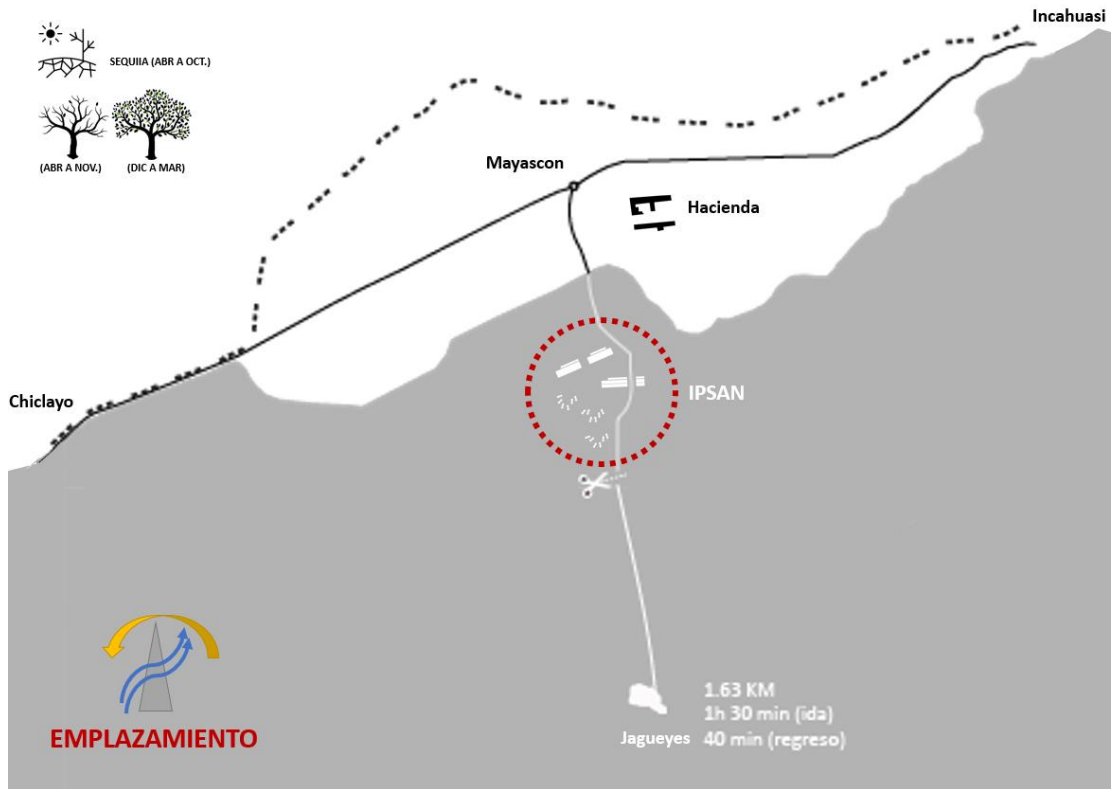 Incahuasi
SEQUIIA (ABR A OCT.)
(ABR A NOV.)
(DIC A MAR)
Mayascon
Hacienda
Chiclayo
IPSAN
1.63 KM
1h 30 min (ida)
Jagueyes
40 min (regreso)
EMPLAZAMIENTO